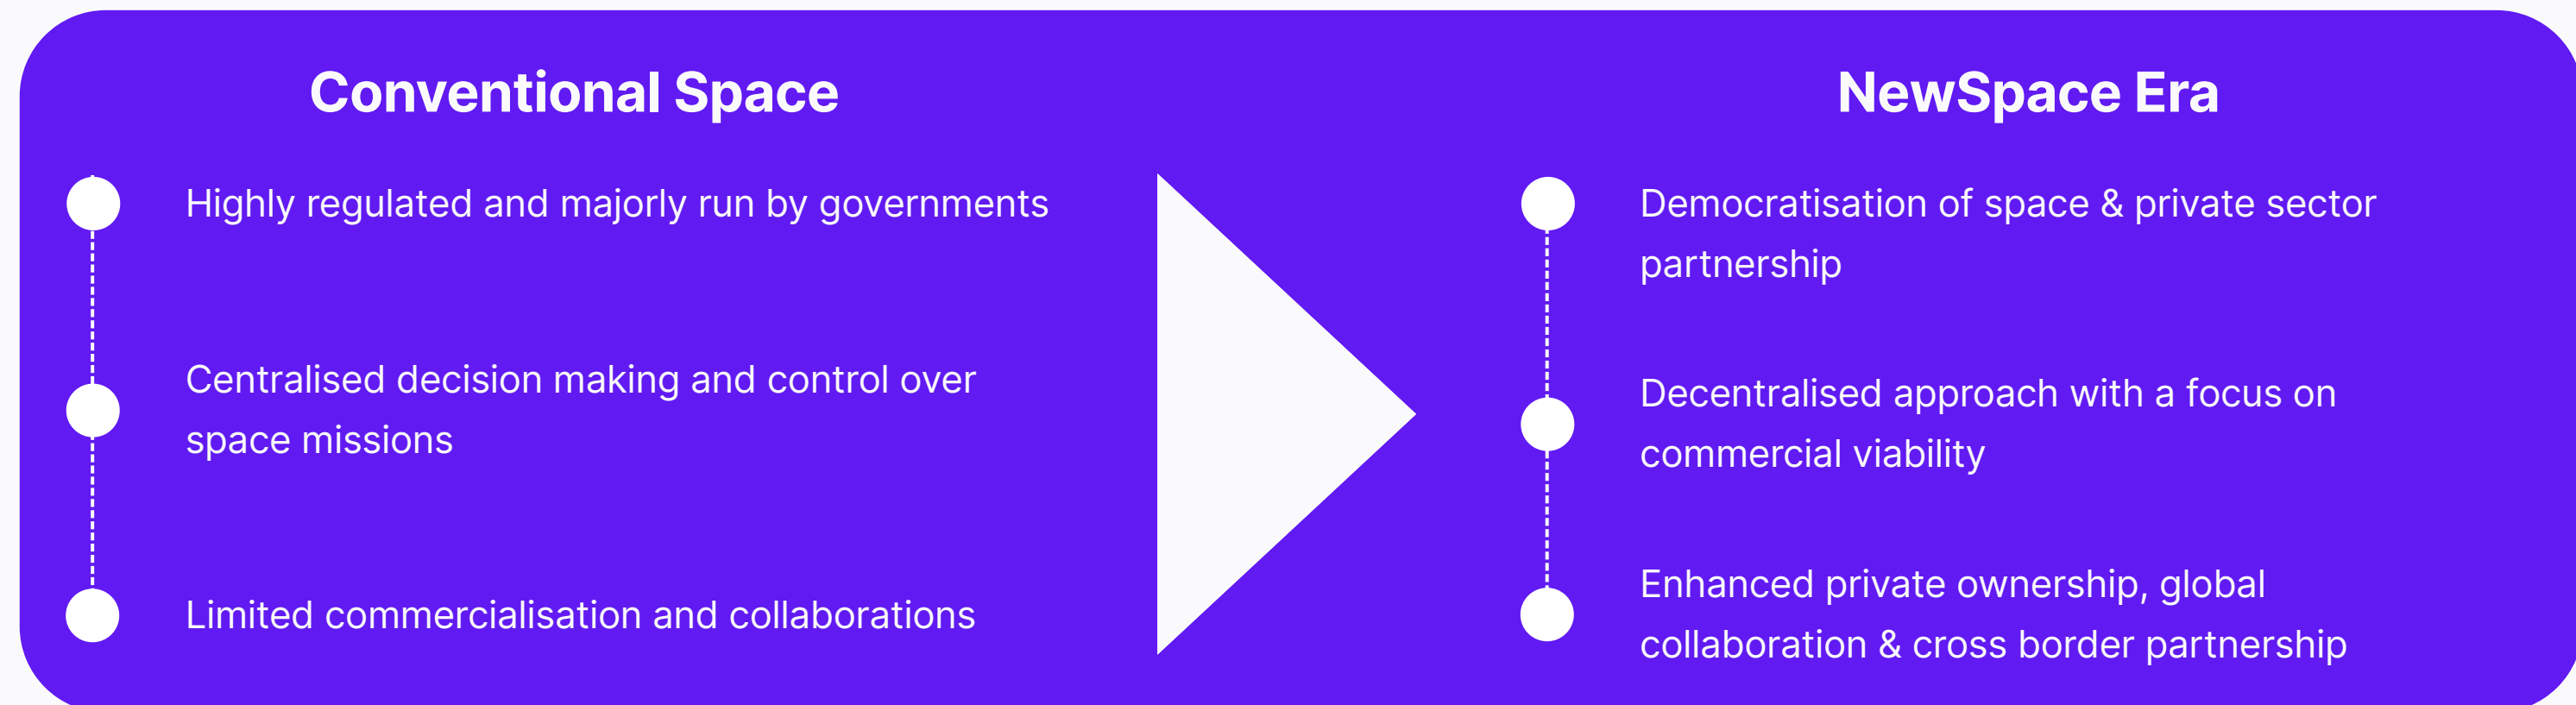 Conventional Space
Highly regulated and majorly run by governments
Centralised decision making and control over
space missions
Limited commercialisation and collaborations
NewSpace Era
Democratisation of space & private sector
partnership
Decentralised approach with a focus on
commercial viability
Enhanced private ownership, global
collaboration & cross border partnership